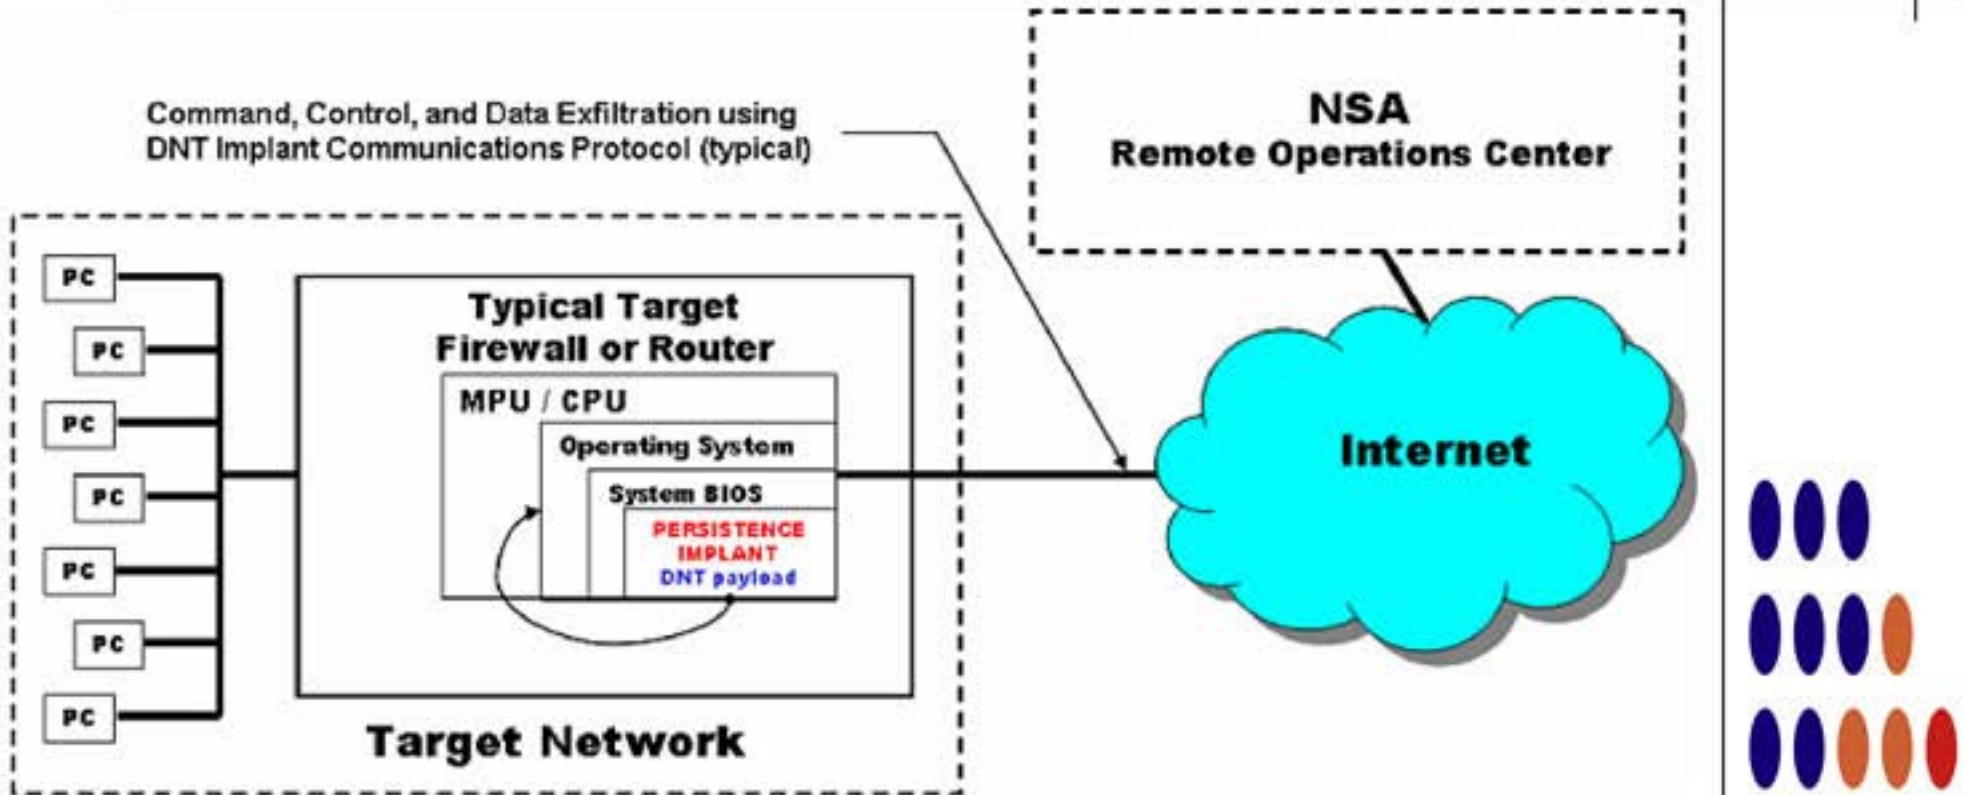 Command, Control, and Data Exfiltration using
DNT Implant Communications Protocol (typical)
NSA
Remote Operations Center
PC
PC
PC
PC
PC
PC
PC
Typical Target
Firewall or Router
MPU / CPU
Operating System
System BIOS
PERSISTENCE
IMPLANT
DNT payload
Internet
Target Network